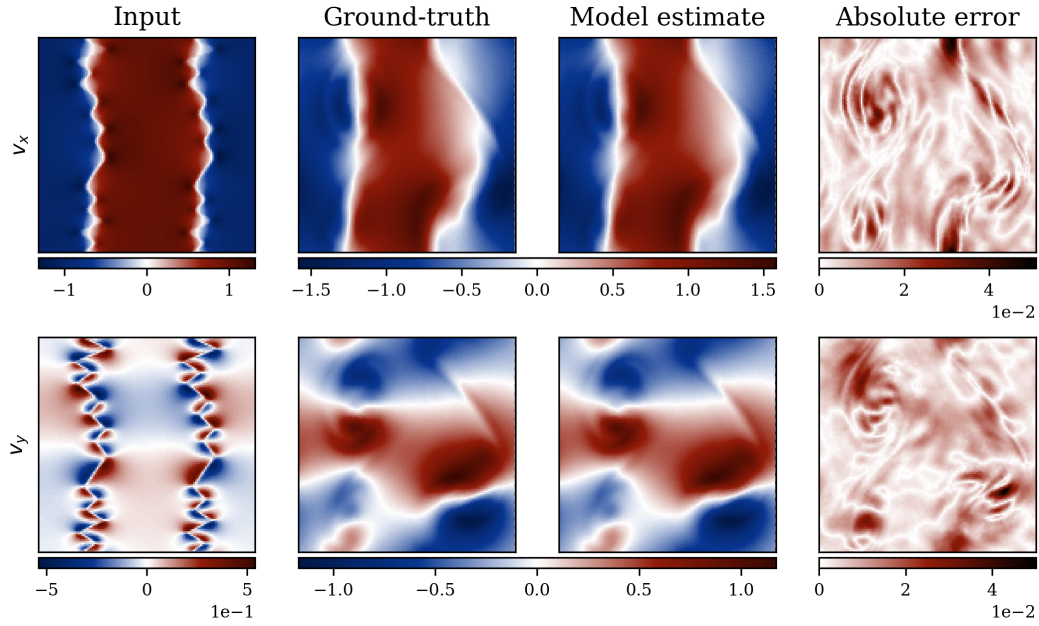 Input Ground-truth Model estimate Absolute error
v_x
−1 0 1 −1.5 −1.0 −0.5 0.0 0.5 1.0 1.5 0 2 4
1e−2
v_y
−5 0 5 −1.0 −0.5 0.0 0.5 1.0 0 2 4
1e−1 1e−2